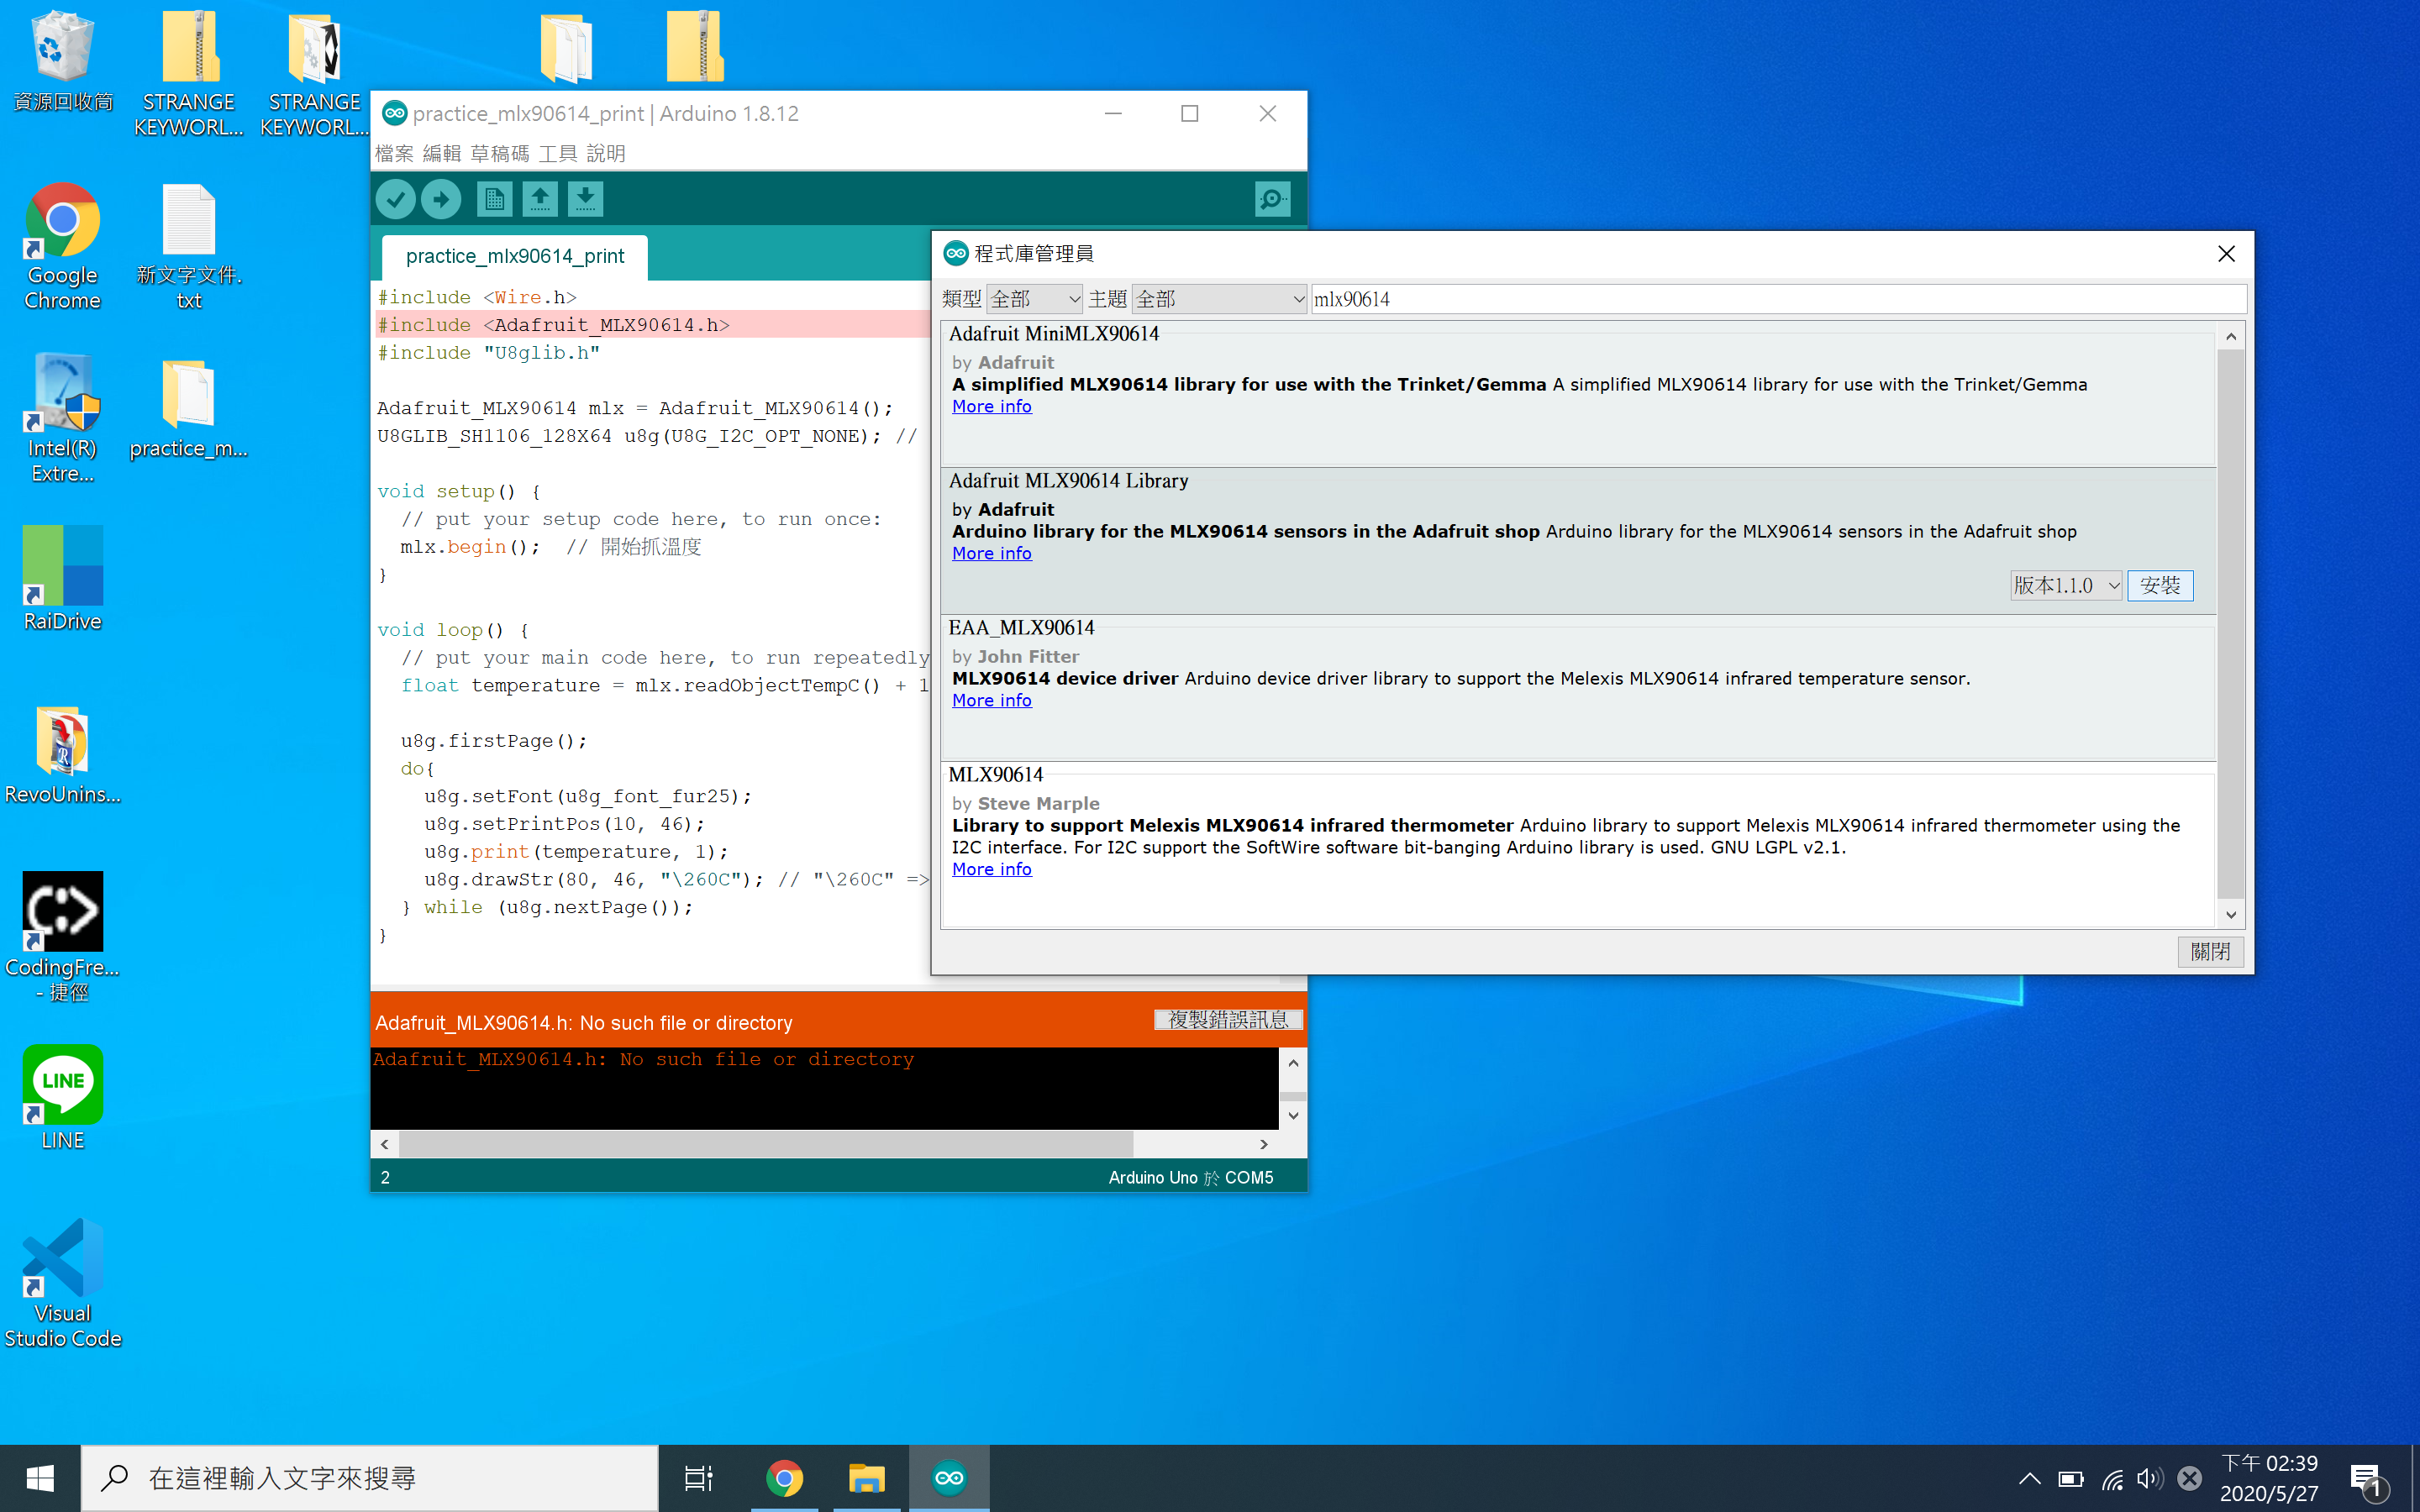 資源回收筒
STRANGE KEYWORL...
STRANGE KEYWORL...
Google Chrome
新文字文件.txt
Intel(R) Extre...
practice_m...
RaiDrive
RevoUnins...
CodingFre... - 捷徑
LINE
LINE
Visual Studio Code
practice_mlx90614_print | Arduino 1.8.12
檔案 編輯 草稿碼 工具 說明
practice_mlx90614_print
#include <Wire.h>
#include <Adafruit_MLX90614.h>
#include "U8glib.h"
Adafruit_MLX90614 mlx = Adafruit_MLX90614();
U8GLIB_SH1106_128X64 u8g(U8G_I2C_OPT_NONE); //
void setup() {
// put your setup code here, to run once:
mlx.begin();  // 開始抓溫度
}
void loop() {
// put your main code here, to run repeatedly
float temperature = mlx.readObjectTempC() + 1
u8g.firstPage();
do{
u8g.setFont(u8g_font_fur25);
u8g.setPrintPos(10, 46);
u8g.print(temperature, 1);
u8g.drawStr(80, 46, "\260C"); // "\260C" =>
} while (u8g.nextPage());
}
Adafruit_MLX90614.h: No such file or directory
複製錯誤訊息
Adafruit_MLX90614.h: No such file or directory
2
Arduino Uno 於 COM5
程式庫管理員
類型 全部 主題 全部 mlx90614
Adafruit MiniMLX90614
by Adafruit
A simplified MLX90614 library for use with the Trinket/Gemma A simplified MLX90614 library for use with the Trinket/Gemma
More info
Adafruit MLX90614 Library
by Adafruit
Arduino library for the MLX90614 sensors in the Adafruit shop Arduino library for the MLX90614 sensors in the Adafruit shop
More info
版本1.1.0 安裝
EAA_MLX90614
by John Fitter
MLX90614 device driver Arduino device driver library to support the Melexis MLX90614 infrared temperature sensor.
More info
MLX90614
by Steve Marple
Library to support Melexis MLX90614 infrared thermometer Arduino library to support Melexis MLX90614 infrared thermometer using the
I2C interface. For I2C support the SoftWire software bit-banging Arduino library is used. GNU LGPL v2.1.
More info
關閉
在這裡輸入文字來搜尋
下午 02:39
2020/5/27
1